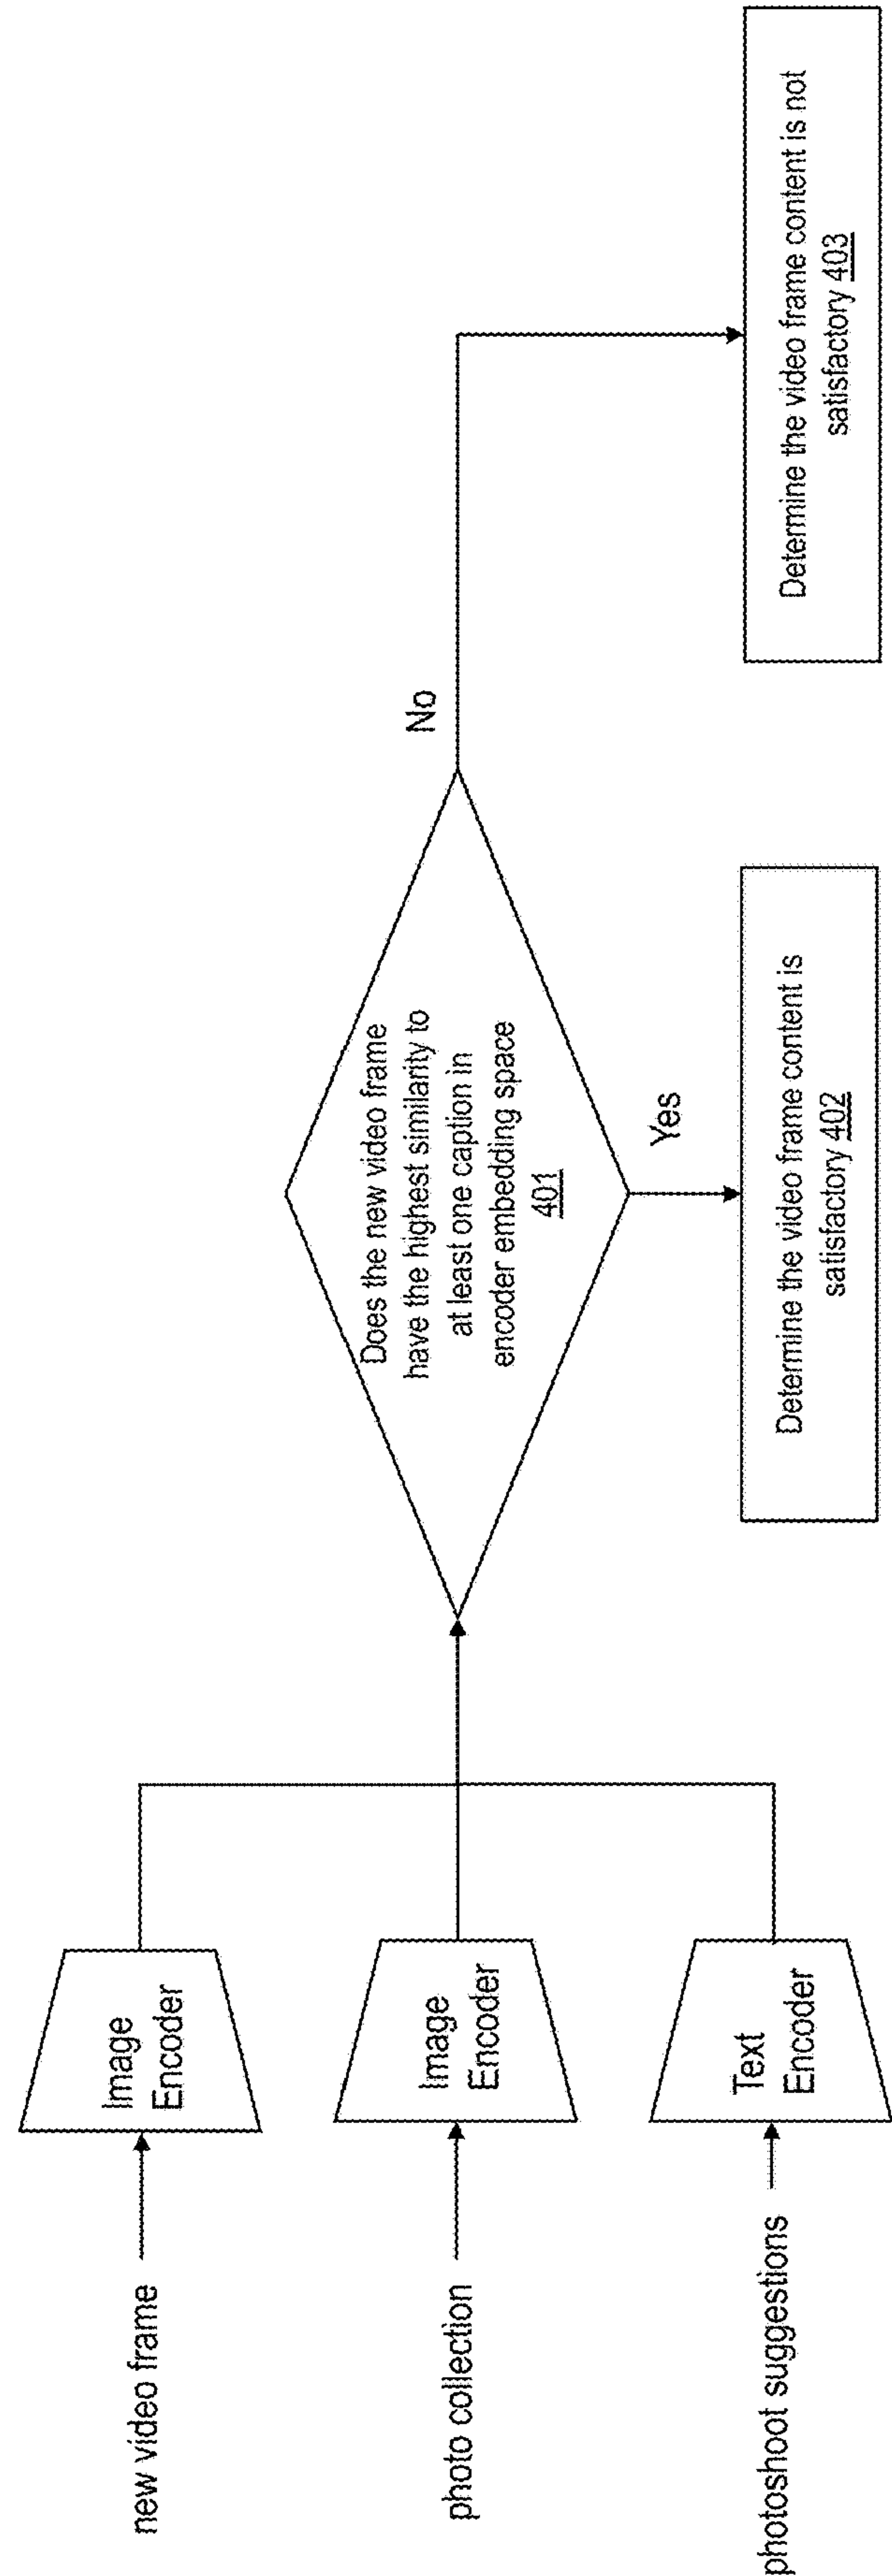 new video frame
Image
Encoder
photo collection
Image
Encoder
photoshoot suggestions
Text
Encoder
Does the new video frame
have the highest similarity to
at least one caption in
encoder embedding space
401
No
Yes
Determine the video frame content is
satisfactory 402
Determine the video frame content is not
satisfactory 403